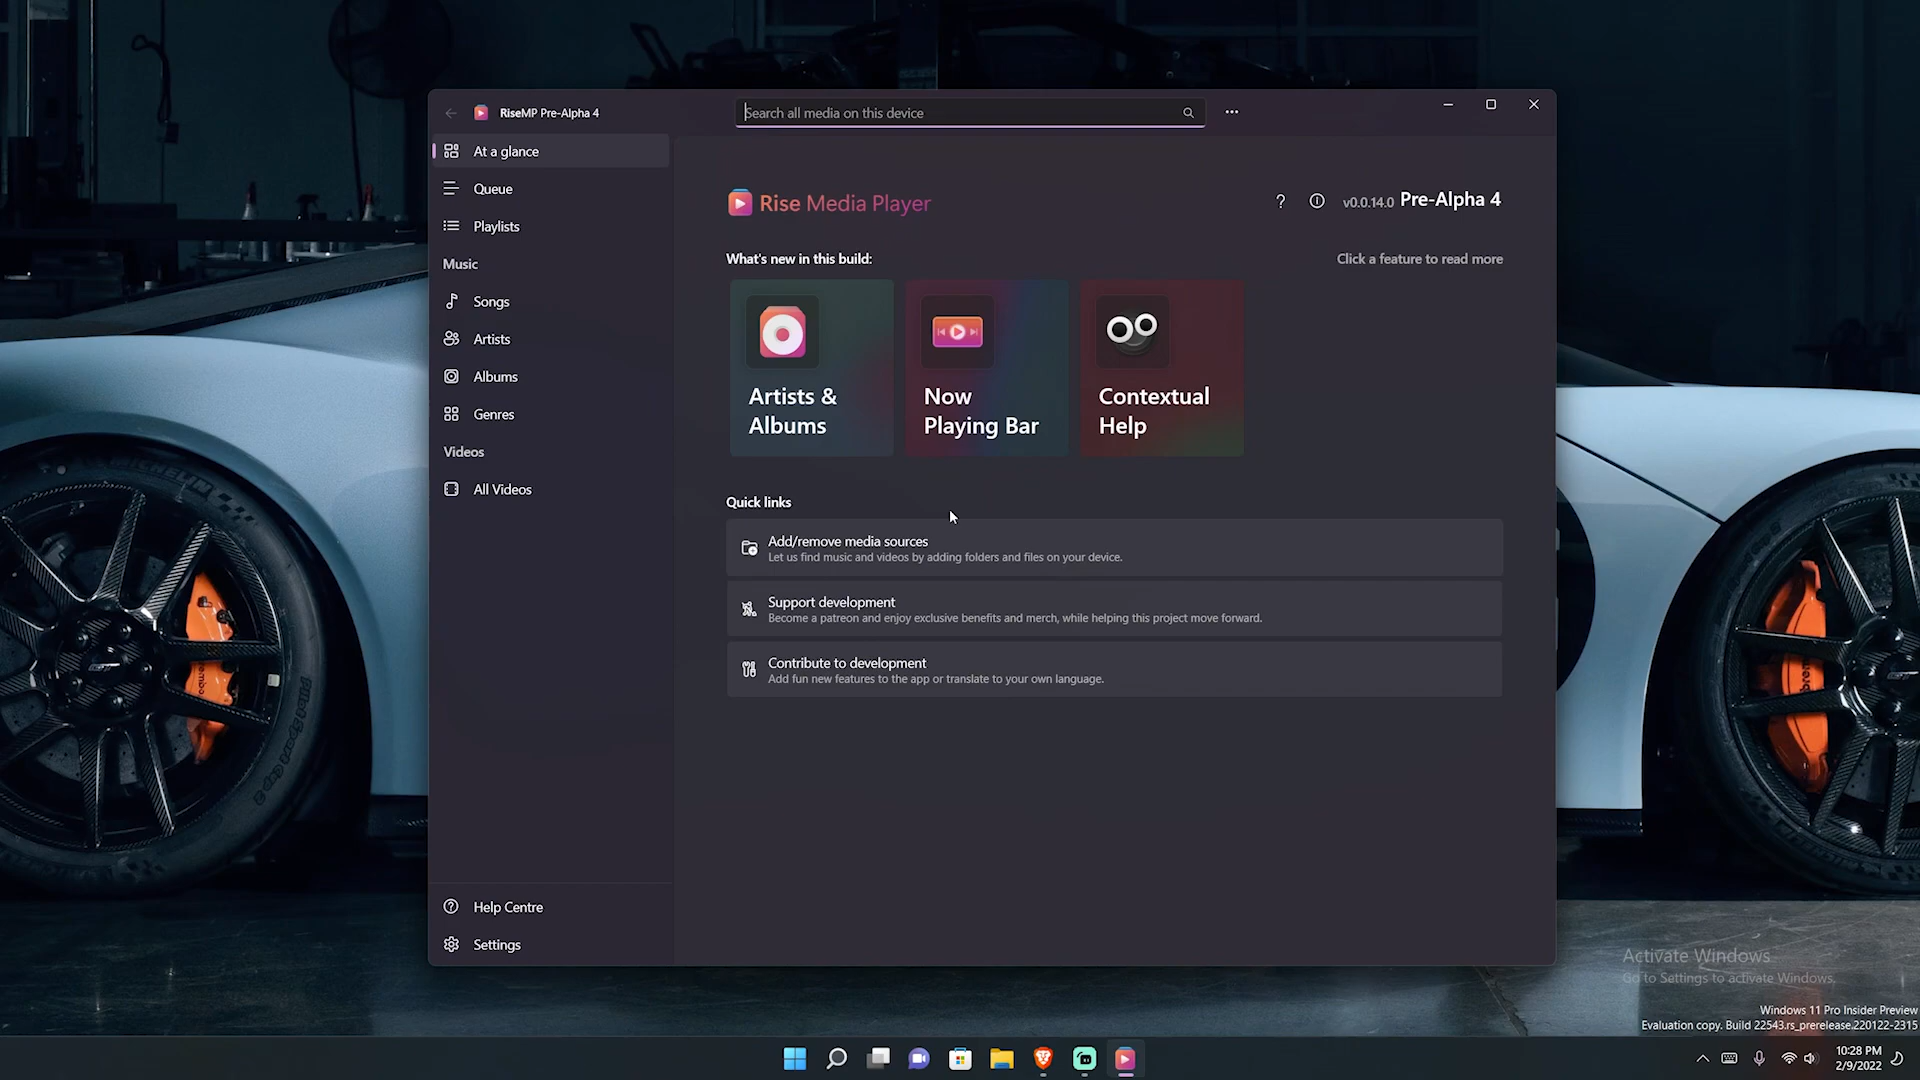 RiseMP Pre-Alpha 4
Search all media on this device
At a glance
Queue
Playlists
Music
Songs
Artists
Albums
Genres
Videos
All Videos
Help Centre
Settings
Rise Media Player
? v0.0.14.0 Pre-Alpha 4
What's new in this build:
Click a feature to read more
Artists &
Albums
Now
Playing Bar
Contextual
Help
Quick links
Add/remove media sources
Let us find music and videos by adding folders and files on your device.
Support development
Become a patreon and enjoy exclusive benefits and merch, while helping this project move forward.
Contribute to development
Add fun new features to the app or translate to your own language.
MICHELIN
Pilot Sport Cup 2
brembo
Activate Windows
Go to Settings to activate Windows.
Windows 11 Pro Insider Preview
Evaluation copy. Build 22543.rs_prerelease.220122-2315
10:28 PM
2/9/2022